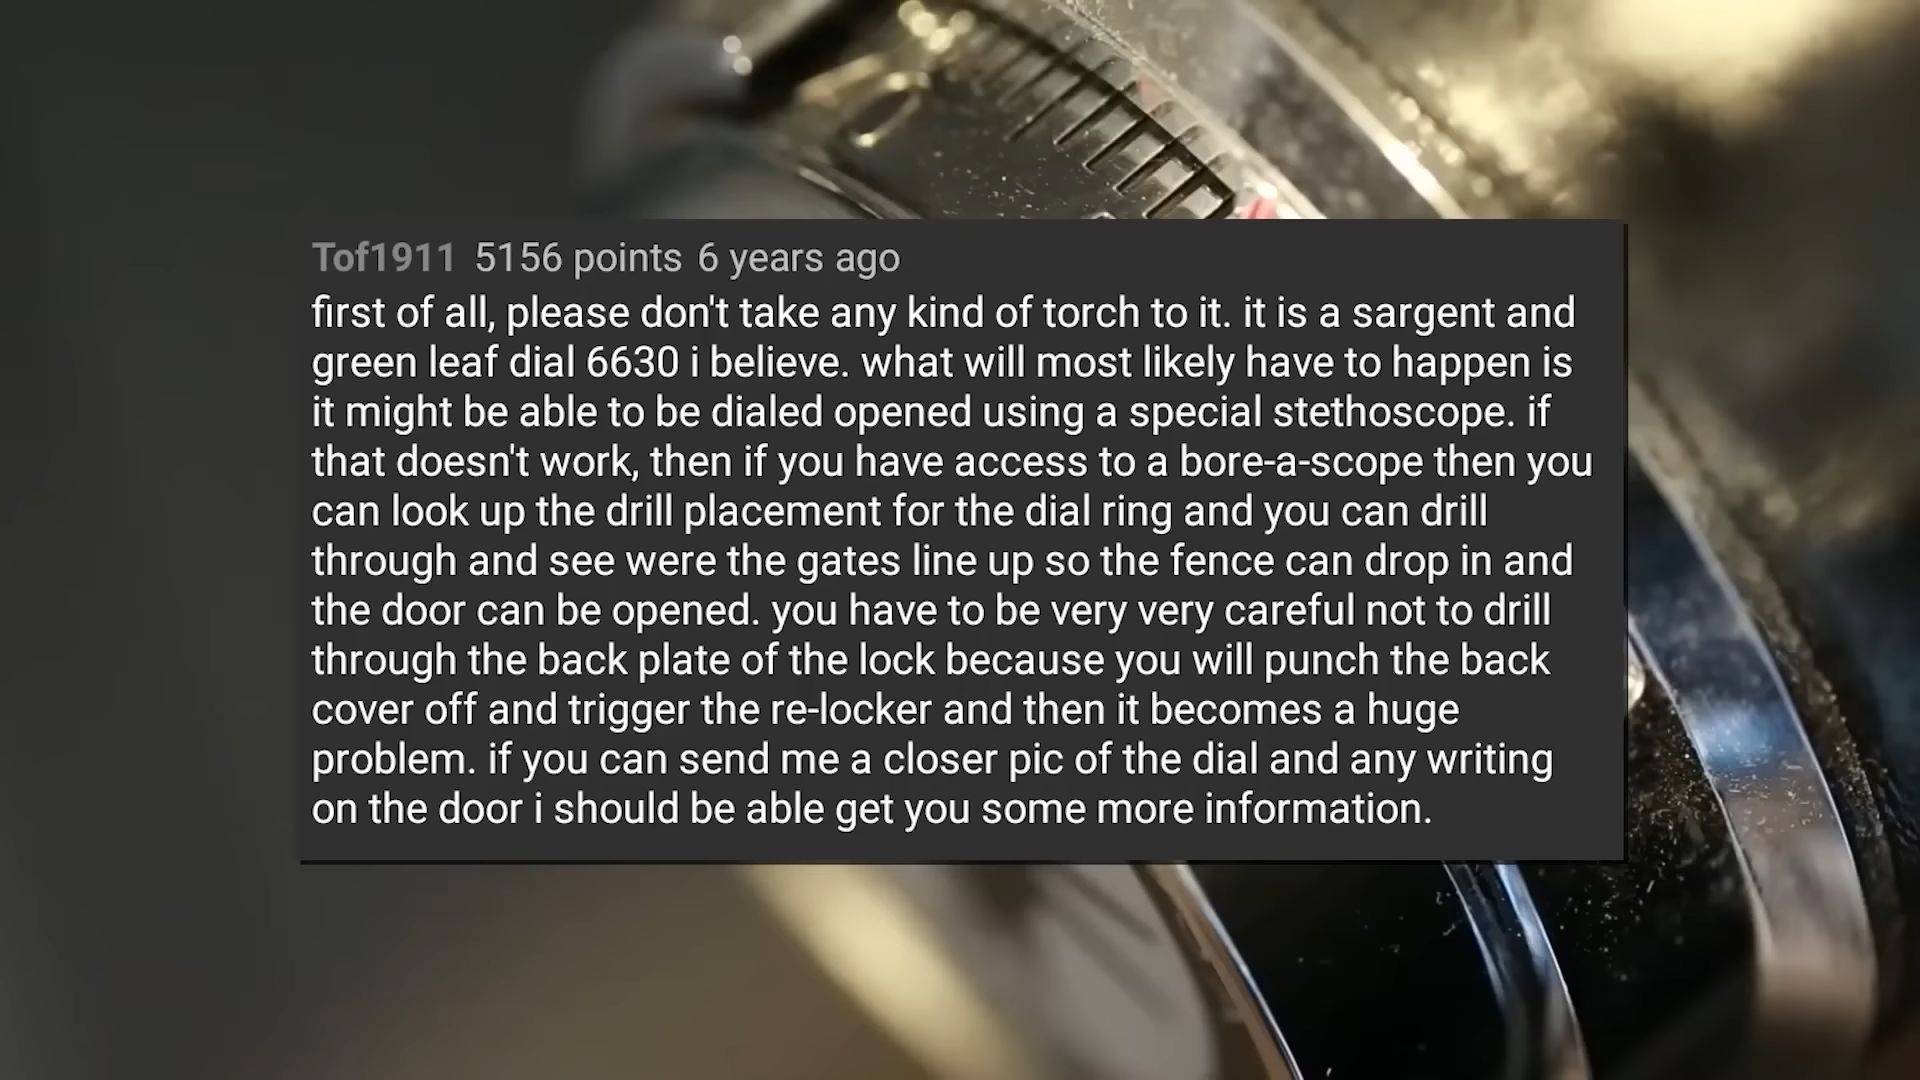 Tof1911 5156 points 6 years ago
first of all, please don't take any kind of torch to it. it is a sargent and
green leaf dial 6630 i believe. what will most likely have to happen is
it might be able to be dialed opened using a special stethoscope. if
that doesn't work, then if you have access to a bore-a-scope then you
can look up the drill placement for the dial ring and you can drill
through and see were the gates line up so the fence can drop in and
the door can be opened. you have to be very very careful not to drill
through the back plate of the lock because you will punch the back
cover off and trigger the re-locker and then it becomes a huge
problem. if you can send me a closer pic of the dial and any writing
on the door i should be able get you some more information.